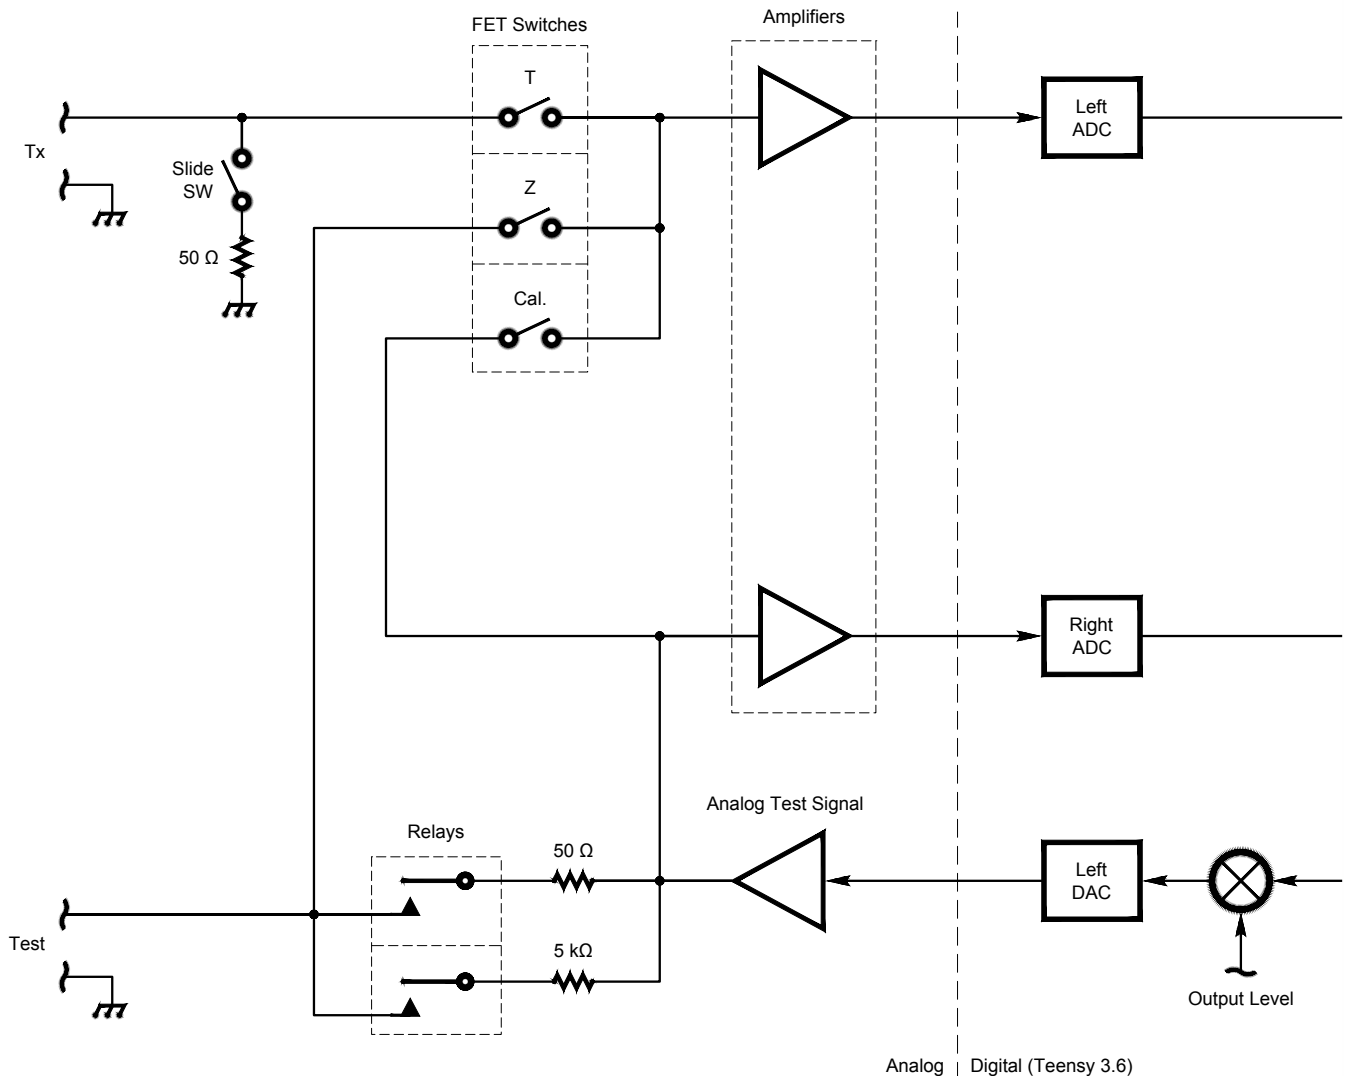 FET Switches
Amplifiers
T
Left
ADC
Tx
Slide
SW
Z
50 Ω
Cal.
Right
ADC
Analog Test Signal
Relays
50 Ω
Left
DAC
Test
5 kΩ
Output Level
Analog
Digital (Teensy 3.6)